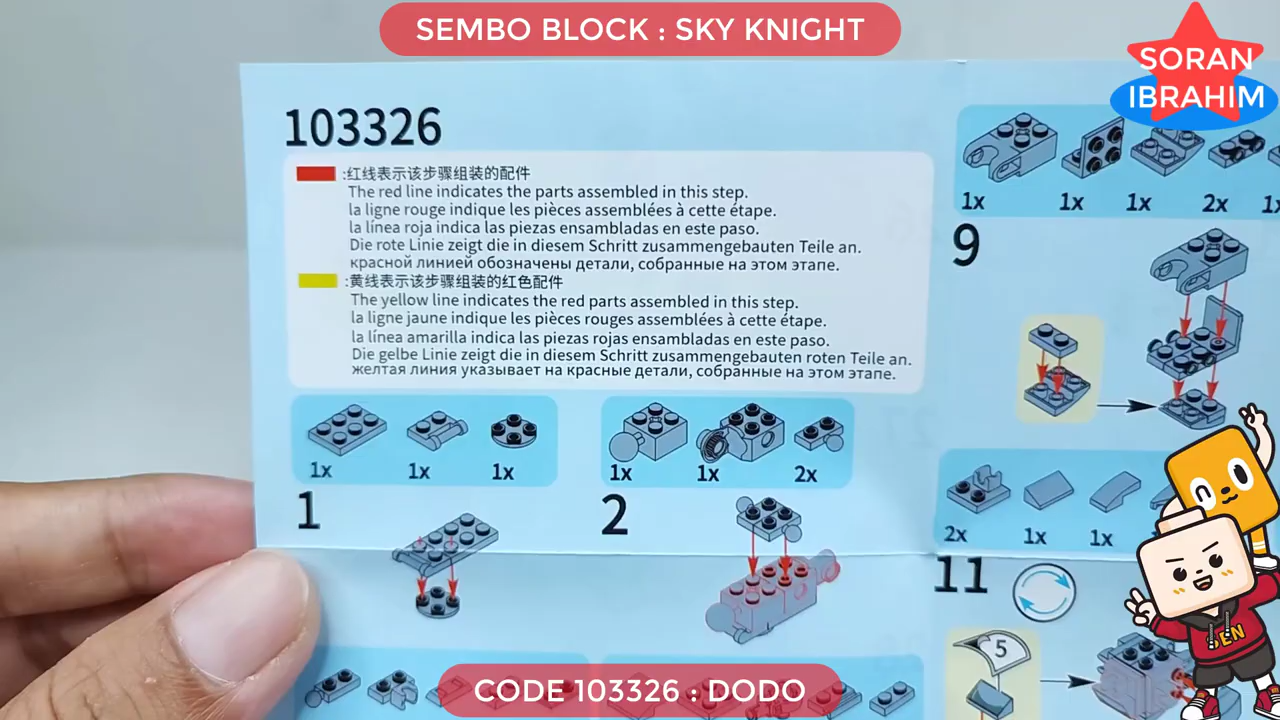 SEMBO BLOCK : SKY KNIGHT
SORAN
IBRAHIM
103326
:红线表示该步骤组装的配件
The red line indicates the parts assembled in this step.
la ligne rouge indique les pièces assemblées à cette étape.
la línea roja indica las piezas ensambladas en este paso.
Die rote Linie zeigt die in diesem Schritt zusammengebauten Teile an.
красной линией обозначены детали, собранные на этом этапе.
:黄线表示该步骤组装的红色配件
The yellow line indicates the red parts assembled in this step.
la ligne jaune indique les pièces rouges assemblées à cette étape.
la línea amarilla indica las piezas rojas ensambladas en este paso.
Die gelbe Linie zeigt die in diesem Schritt zusammengebauten roten Teile an.
желтая линия указывает на красные детали, собранные на этом этапе.
1x 1x 1x
1
1x 1x 2x
2
1x 1x 1x 2x 1x
9
2x 1x 1x
11
5
CODE 103326 : DODO